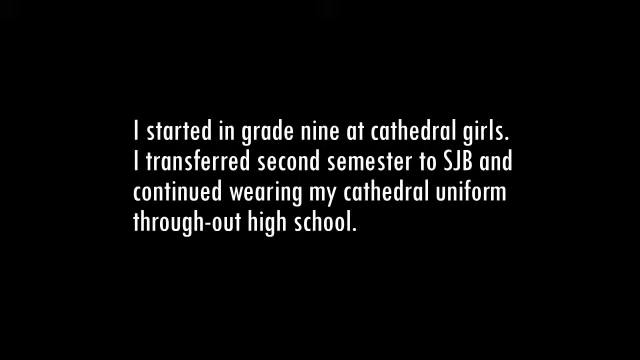 I started in grade nine at cathedral girls.
I transferred second semester to SJB and
continued wearing my cathedral uniform
through-out high school.